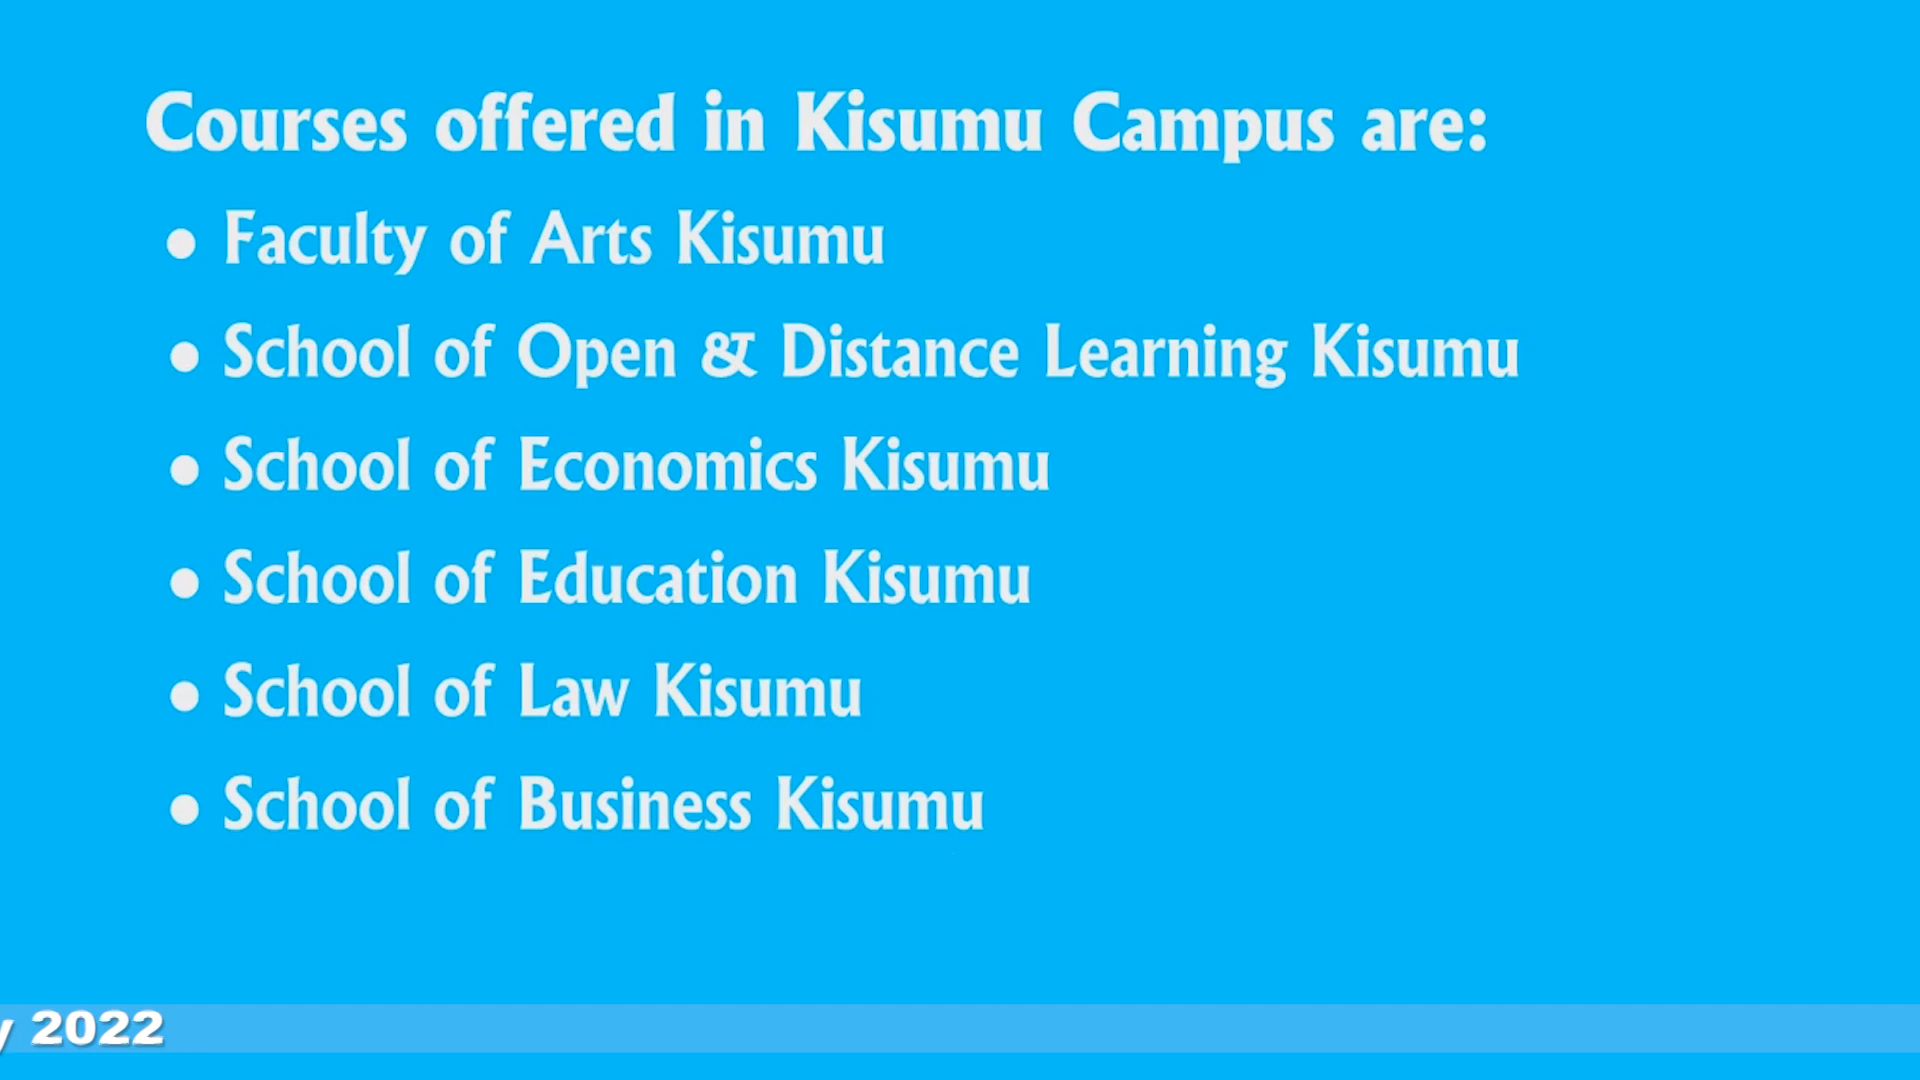 Courses offered in Kisumu Campus are:
• Faculty of Arts Kisumu
• School of Open & Distance Learning Kisumu
• School of Economics Kisumu
• School of Education Kisumu
• School of Law Kisumu
• School of Business Kisumu
y 2022